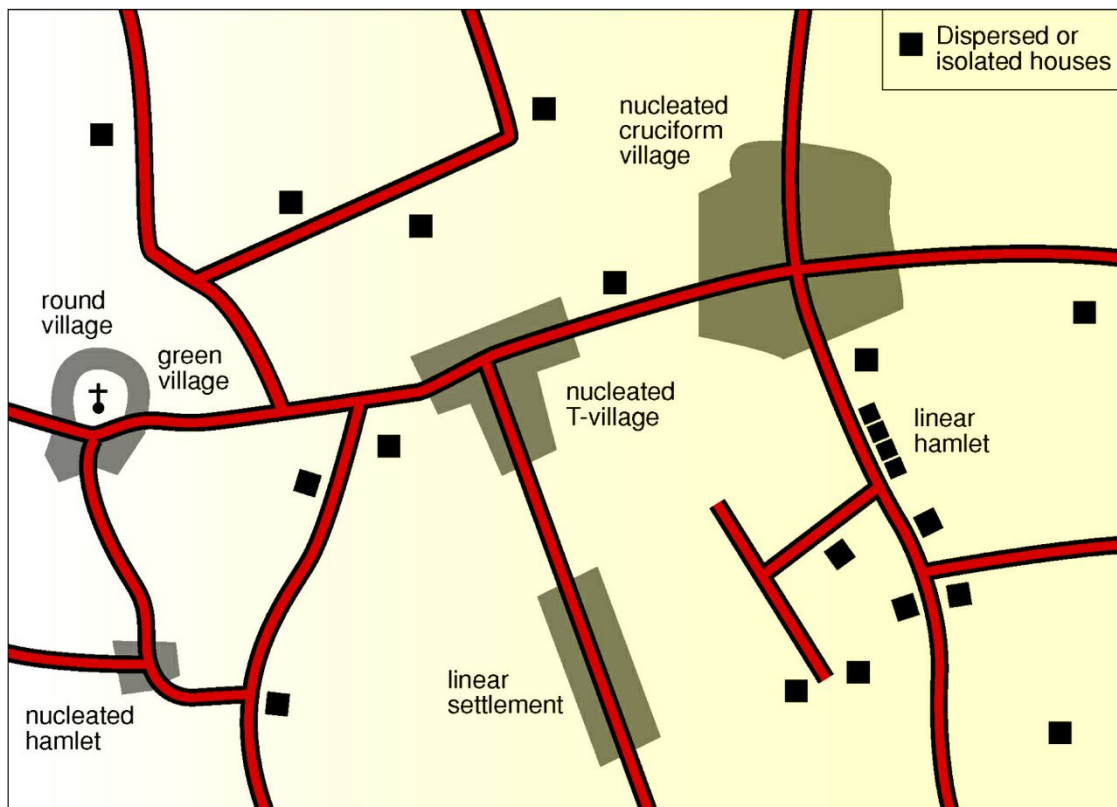 Dispersed or
isolated houses
nucleated
cruciform
village
round
village
green
village
nucleated
T-village
linear
hamlet
linear
settlement
nucleated
hamlet